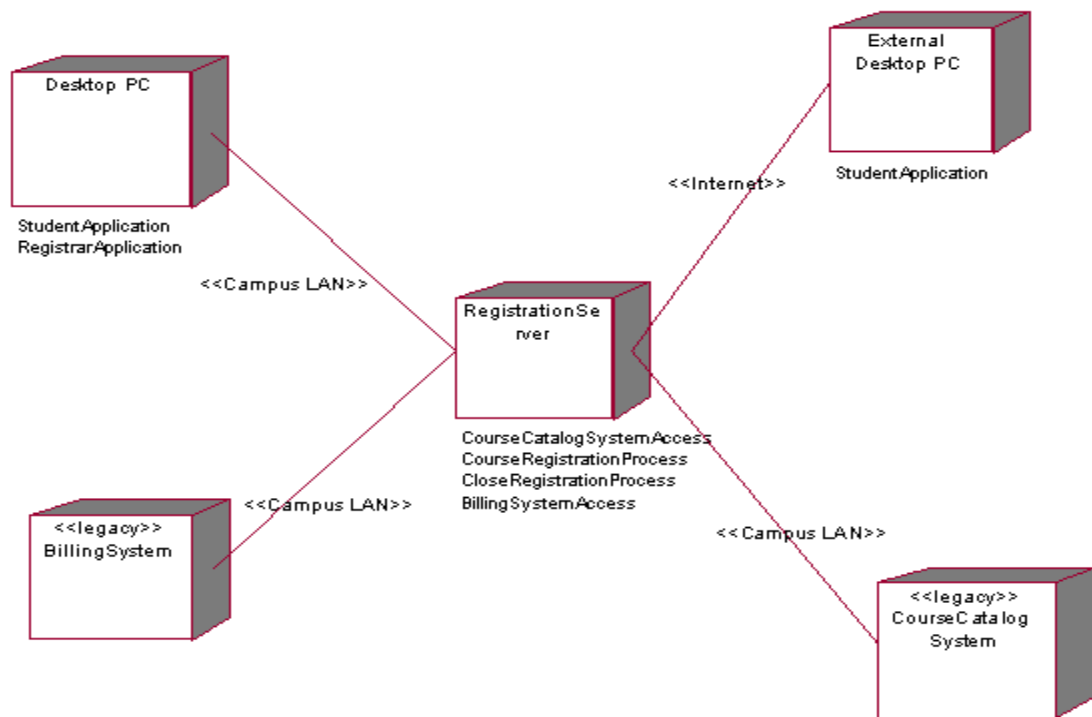 External
Desktop PC
Desktop PC
StudentApplication
<<Internet>>
StudentApplication
RegistrarApplication
<<Campus LAN>>
RegistrationSe
rver
CourseCatalogSystemAccess
CourseRegistrationProcess
CloseRegistrationProcess
BillingSystemAccess
<<Campus LAN>>
<<legacy>>
BillingSystem
<<Campus LAN>>
<<legacy>>
CourseCatalog
System